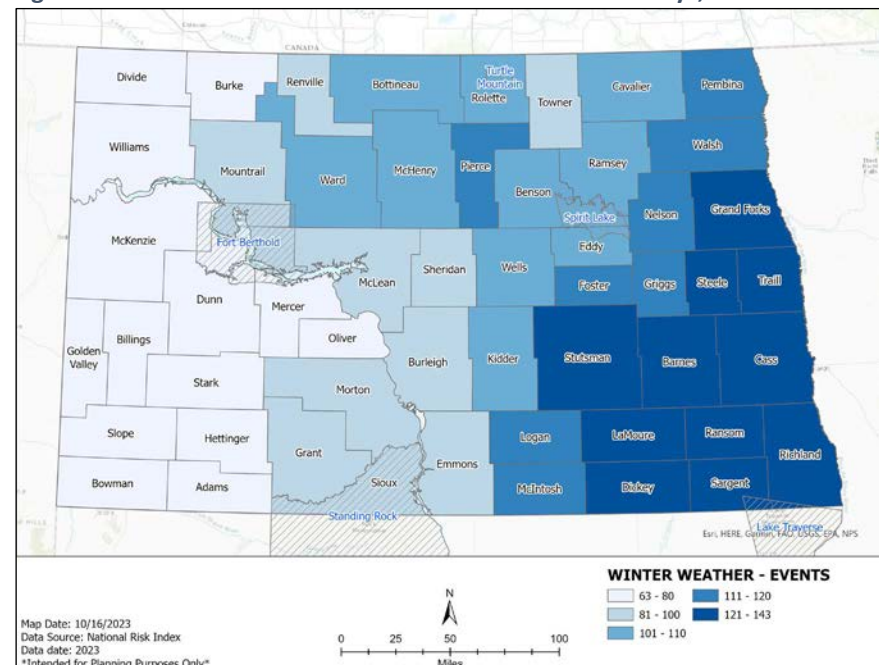 CANADA
Divide
Burke
Renville
Bottineau
Turtle
Mountain
Rolette
Towner
Cavalier
Pembina
Williams
Mountrail
Ward
McHenry
Pierce
Benson
Ramsey
Walsh
Spirit Lake
Nelson
Grand Forks
McKenzie
Fort Berthold
Eddy
Dunn
McLean
Sheridan
Wells
Foster
Griggs
Steele
Traill
Mercer
Oliver
Golden
Valley
Billings
Stark
Burleigh
Kidder
Stutsman
Barnes
Cass
Morton
Slope
Hettinger
Grant
Emmons
Logan
LaMoure
Ransom
Richland
Bowman
Adams
Sioux
McIntosh
Dickey
Sargent
Standing Rock
Lake Traverse
Esri, HERE, Garmin, FAO, USGS, EPA, NPS
WINTER WEATHER - EVENTS
63 - 80
111 - 120
81 - 100
121 - 143
101 - 110
N
Map Date: 10/16/2023
Data Source: National Risk Index
Data date: 2023
*Intended for Planning Purposes Only*
0 25 50 100
Miles